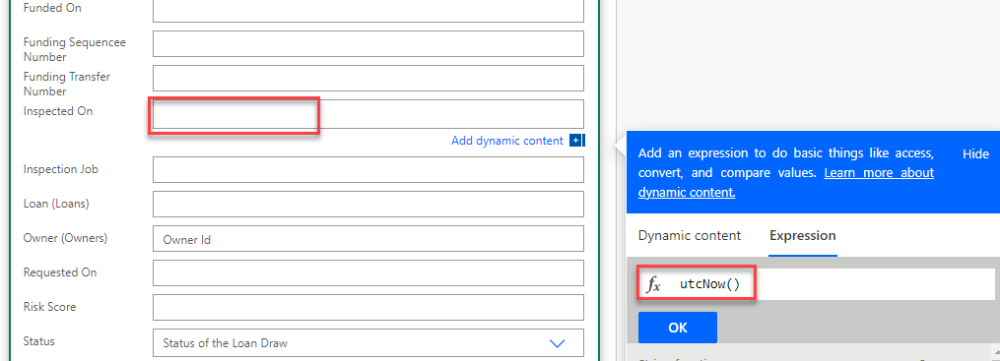 Funded On
Funding Sequencee
Number
Funding Transfer
Number
Inspected On
Add dynamic content
Inspection Job
Loan (Loans)
Owner (Owners)
Owner Id
Requested On
Risk Score
Status
Status of the Loan Draw
Add an expression to do basic things like access,
convert, and compare values. Learn more about
dynamic content.
Hide
Dynamic content
Expression
fx utcNow()
OK